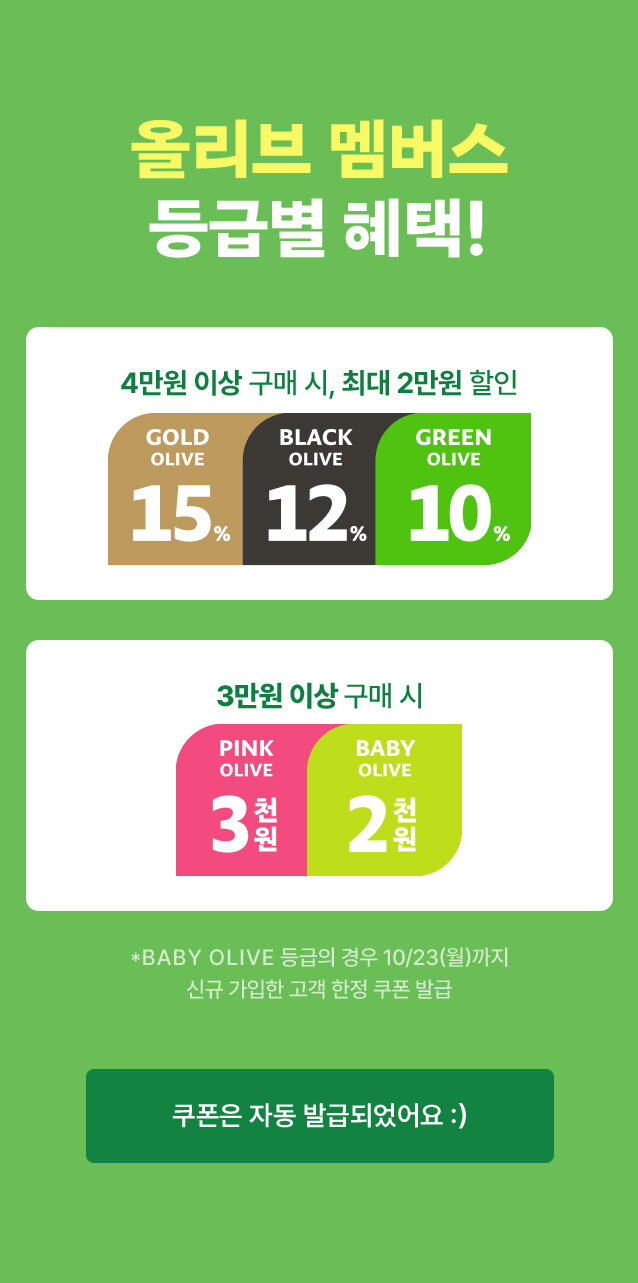 올리브 멤버스
등급별 혜택!
4만원 이상 구매 시, 최대 2만원 할인
GOLD
OLIVE
15%
BLACK
OLIVE
12%
GREEN
OLIVE
10%
3만원 이상 구매 시
PINK
OLIVE
3천원
BABY
OLIVE
2천원
*BABY OLIVE 등급의 경우 10/23(월)까지
신규 가입한 고객 한정 쿠폰 발급
쿠폰은 자동 발급되었어요 :)